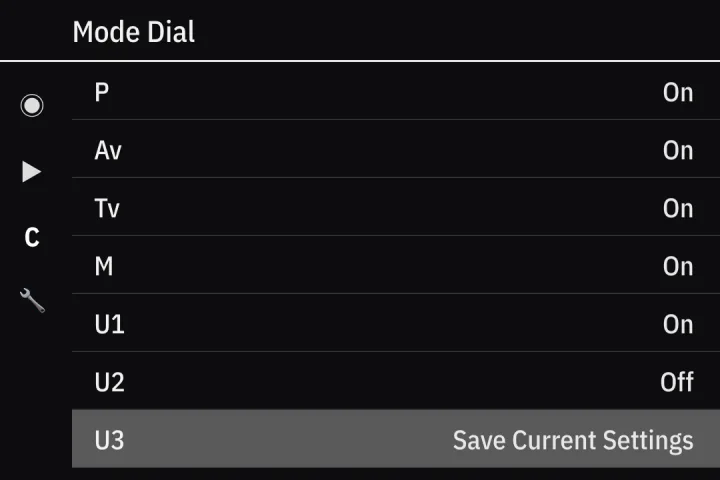 Mode Dial
P On
Av On
Tv On
M On
C
U1 On
U2 Off
U3 Save Current Settings